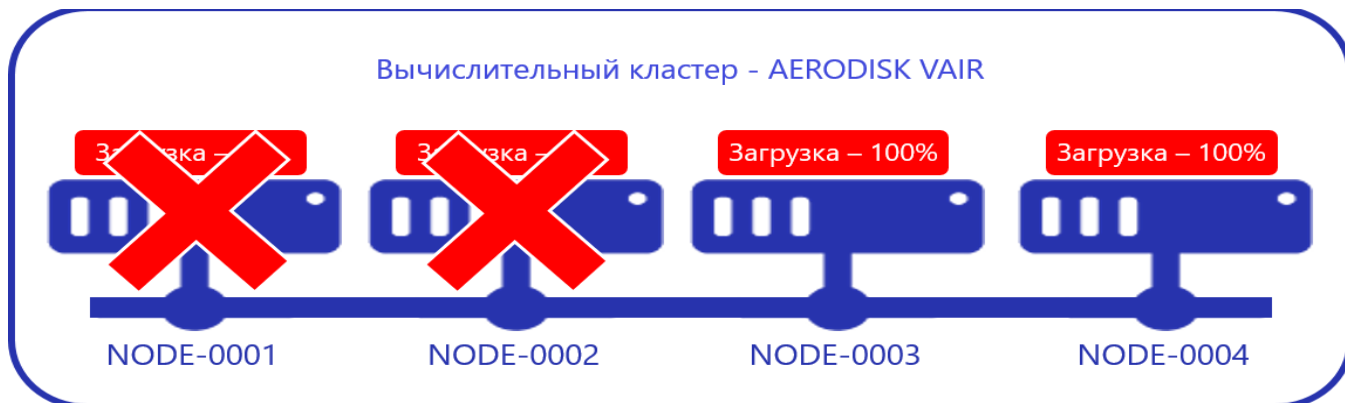 Вычислительный кластер - AERODISK VAIR
Загрузка – 100%
Загрузка – 100%
NODE-0001
NODE-0002
NODE-0003
NODE-0004